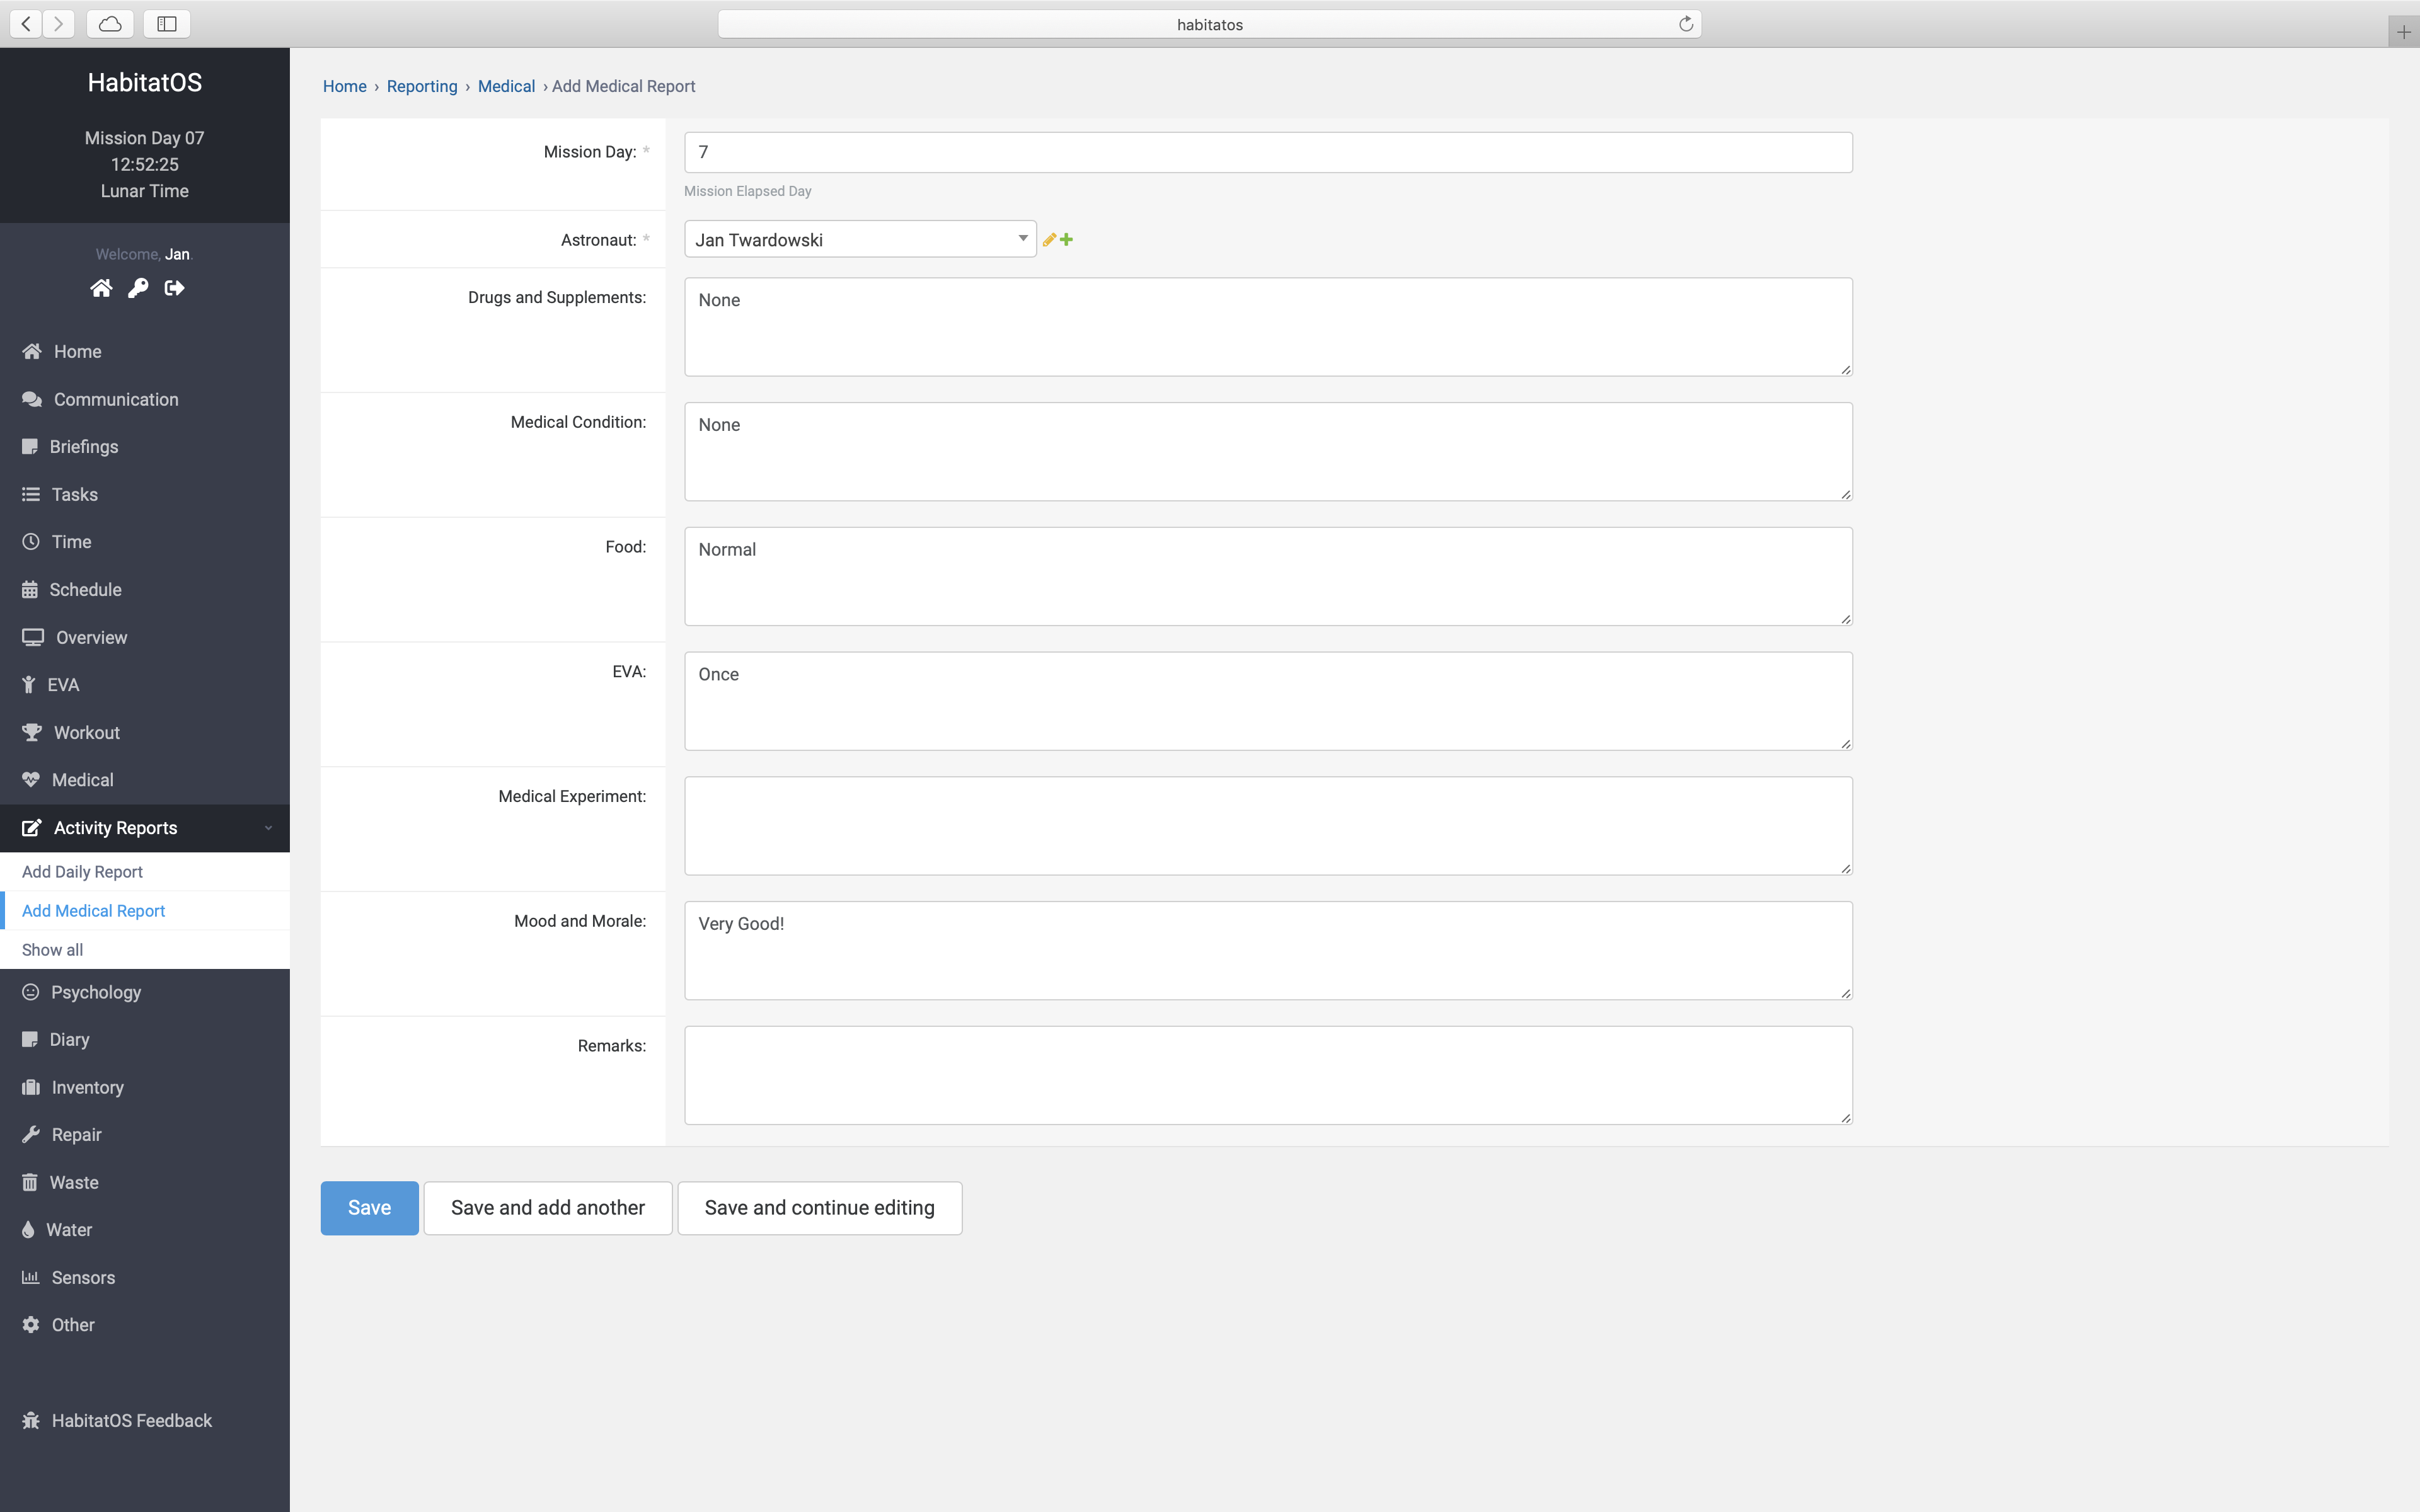 habitatos
HabitatOS
Mission Day 07
12:52:25
Lunar Time
Welcome, Jan.
Home
Communication
Briefings
Tasks
Time
Schedule
Overview
EVA
Workout
Medical
Activity Reports
Add Daily Report
Add Medical Report
Show all
Psychology
Diary
Inventory
Repair
Waste
Water
Sensors
Other
HabitatOS Feedback
Home › Reporting › Medical › Add Medical Report
Mission Day: * 7
Mission Elapsed Day
Astronaut: * Jan Twardowski
Drugs and Supplements: None
Medical Condition: None
Food: Normal
EVA: Once
Medical Experiment:
Mood and Morale: Very Good!
Remarks:
Save Save and add another Save and continue editing